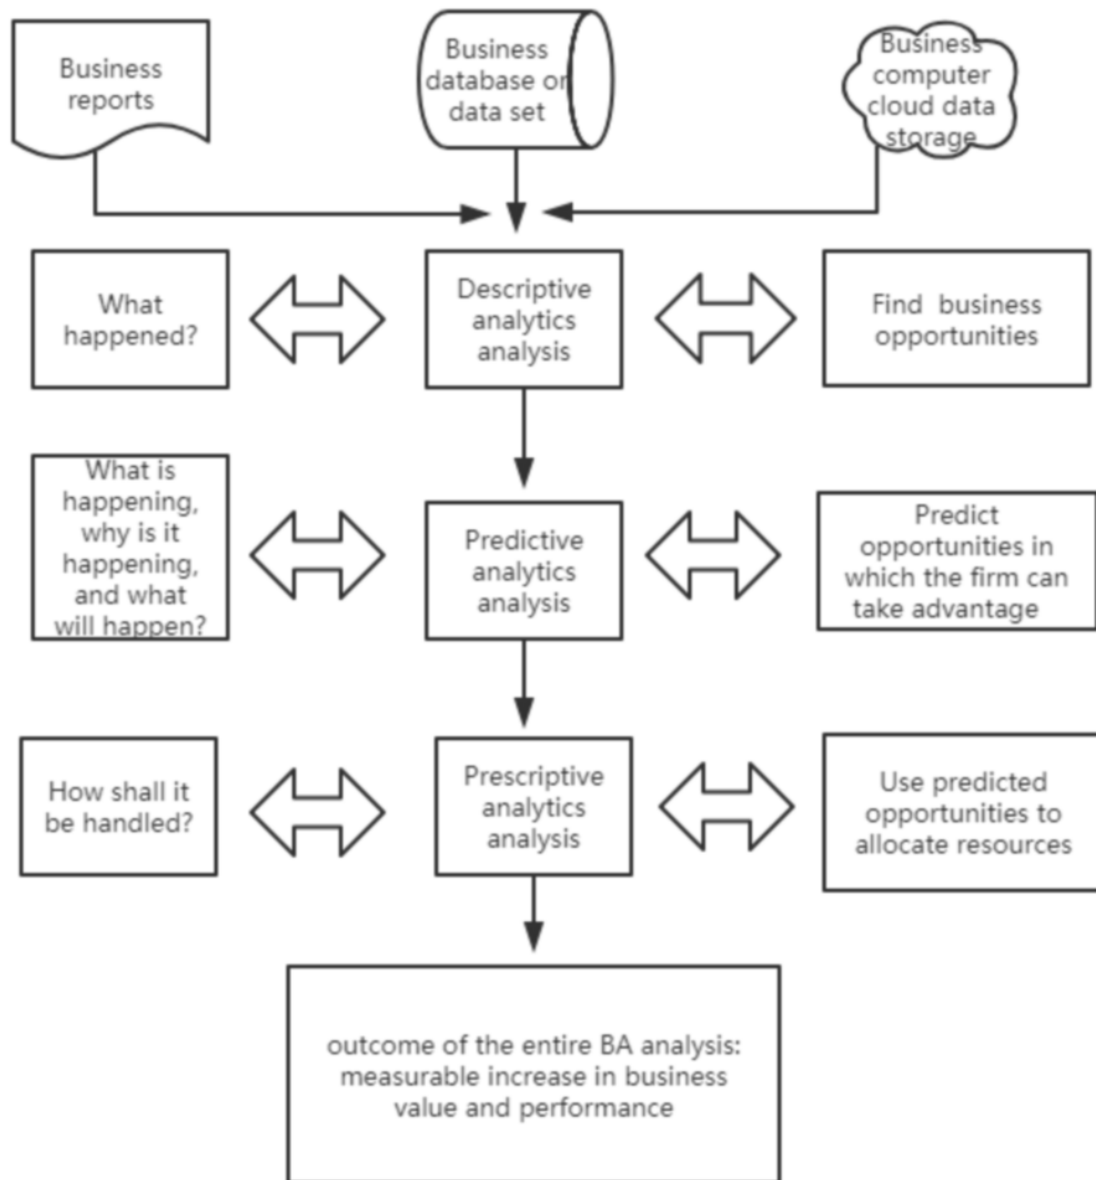 Business
reports
Business
database or
data set
Business
computer
cloud data
storage
What
happened?
Descriptive
analytics
analysis
Find business
opportunities
What is
happening,
why is it
happening,
and what
will happen?
Predictive
analytics
analysis
Predict
opportunities in
which the firm can
take advantage
How shall it
be handled?
Prescriptive
analytics
analysis
Use predicted
opportunities to
allocate resources
outcome of the entire BA analysis:
measurable increase in business
value and performance